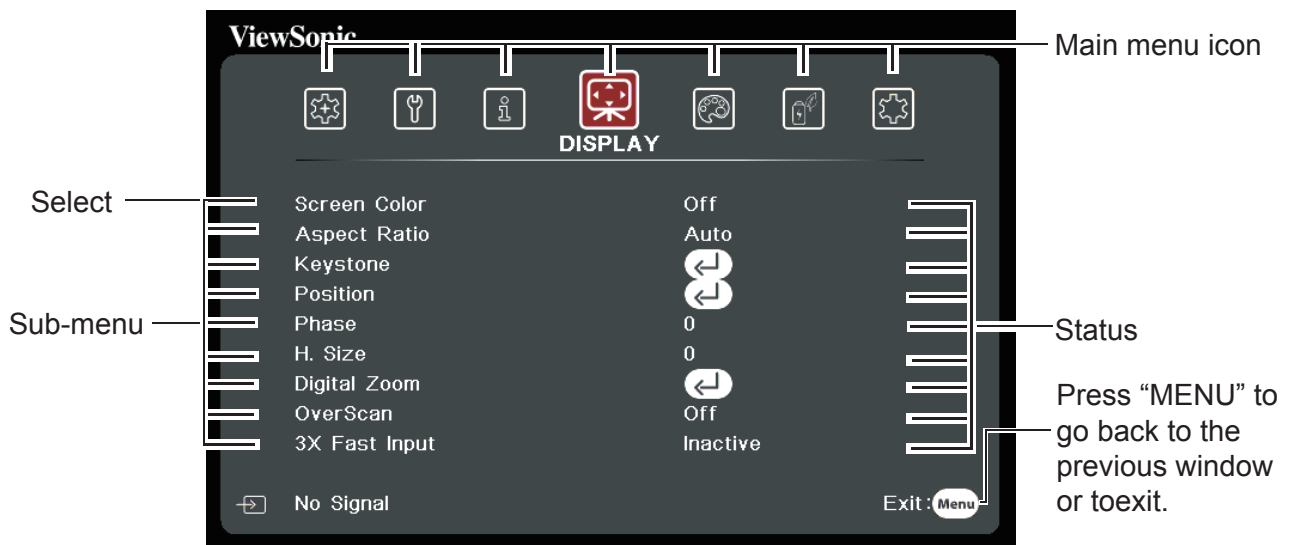 ViewSonic
Main menu icon
DISPLAY
Select
Screen Color Off
Aspect Ratio Auto
Keystone
Position
Sub-menu
Phase 0
Status
H. Size 0
Digital Zoom
OverScan Off
3X Fast Input Inactive
Press “MENU” to
go back to the
previous window
or toexit.
No Signal
Exit: Menu